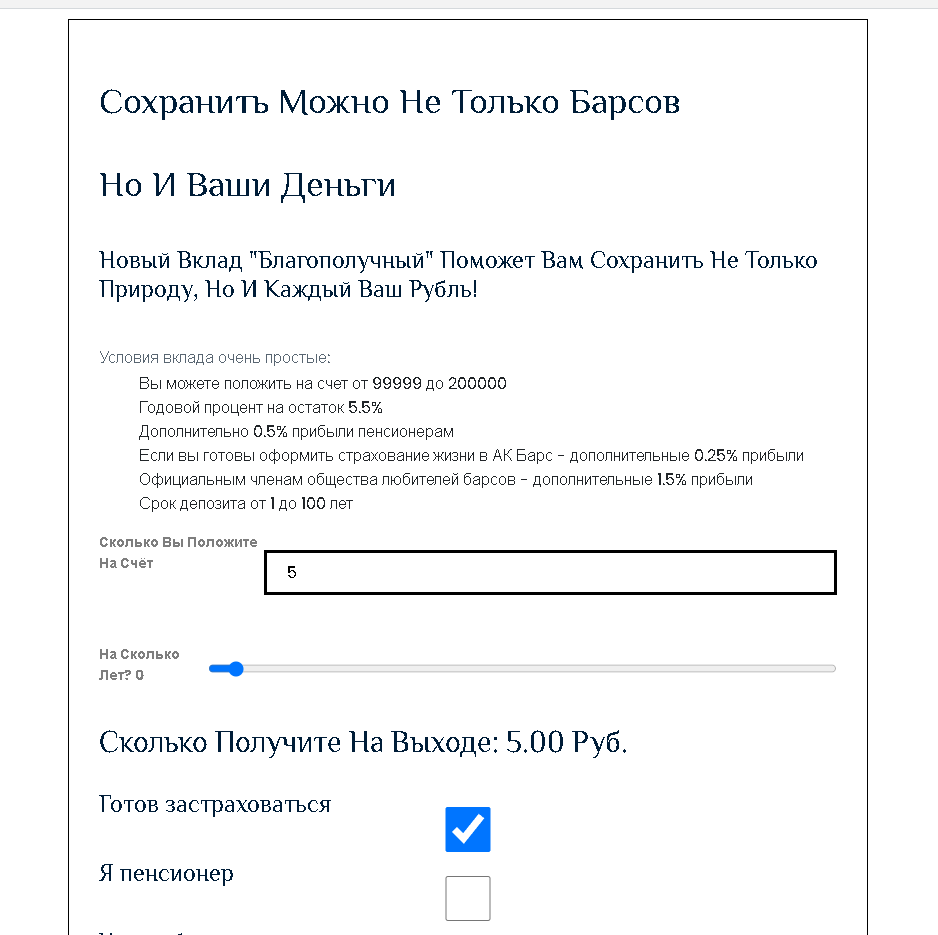 Сохранить Можно Не Только Барсов
Но И Ваши Деньги
Новый Вклад "Благополучный" Поможет Вам Сохранить Не Только
Природу, Но И Каждый Ваш Рубль!
Условия вклада очень простые:
Вы можете положить на счет от 99999 до 200000
Годовой процент на остаток 5.5%
Дополнительно 0.5% прибыли пенсионерам
Если вы готовы оформить страхование жизни в АК Барс - дополнительные 0.25% прибыли
Официальным членам общества любителей барсов - дополнительные 1.5% прибыли
Срок депозита от 1 до 100 лет
Сколько Вы Положите
На Счёт
5
На Сколько
Лет? 0
Сколько Получите На Выходе: 5.00 Руб.
Готов застраховаться
Я пенсионер